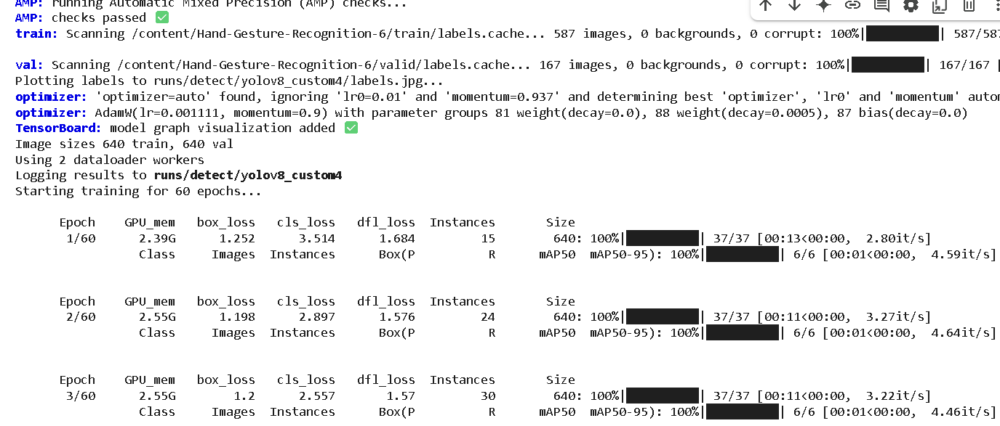 AMP: running Automatic Mixed Precision (AMP) checks...
AMP: checks passed ✅
train: Scanning /content/Hand-Gesture-Recognition-6/train/labels.cache... 587 images, 0 backgrounds, 0 corrupt: 100%|██████████| 587/587
val: Scanning /content/Hand-Gesture-Recognition-6/valid/labels.cache... 167 images, 0 backgrounds, 0 corrupt: 100%|██████████| 167/167 |
Plotting labels to runs/detect/yolov8_custom4/labels.jpg...
optimizer: 'optimizer=auto' found, ignoring 'lr0=0.01' and 'momentum=0.937' and determining best 'optimizer', 'lr0' and 'momentum' autom
optimizer: AdamW(lr=0.001111, momentum=0.9) with parameter groups 81 weight(decay=0.0), 88 weight(decay=0.0005), 87 bias(decay=0.0)
TensorBoard: model graph visualization added ✅
Image sizes 640 train, 640 val
Using 2 dataloader workers
Logging results to runs/detect/yolov8_custom4
Starting training for 60 epochs...
Epoch GPU_mem box_loss cls_loss dfl_loss Instances Size
1/60 2.39G 1.252 3.514 1.684 15 640: 100%|██████████| 37/37 [00:13<00:00, 2.80it/s]
Class Images Instances Box(P R mAP50 mAP50-95): 100%|██████████| 6/6 [00:01<00:00, 4.59it/s]
Epoch GPU_mem box_loss cls_loss dfl_loss Instances Size
2/60 2.55G 1.198 2.897 1.576 24 640: 100%|██████████| 37/37 [00:11<00:00, 3.27it/s]
Class Images Instances Box(P R mAP50 mAP50-95): 100%|██████████| 6/6 [00:01<00:00, 4.64it/s]
Epoch GPU_mem box_loss cls_loss dfl_loss Instances Size
3/60 2.55G 1.2 2.557 1.57 30 640: 100%|██████████| 37/37 [00:11<00:00, 3.22it/s]
Class Images Instances Box(P R mAP50 mAP50-95): 100%|██████████| 6/6 [00:01<00:00, 4.46it/s]